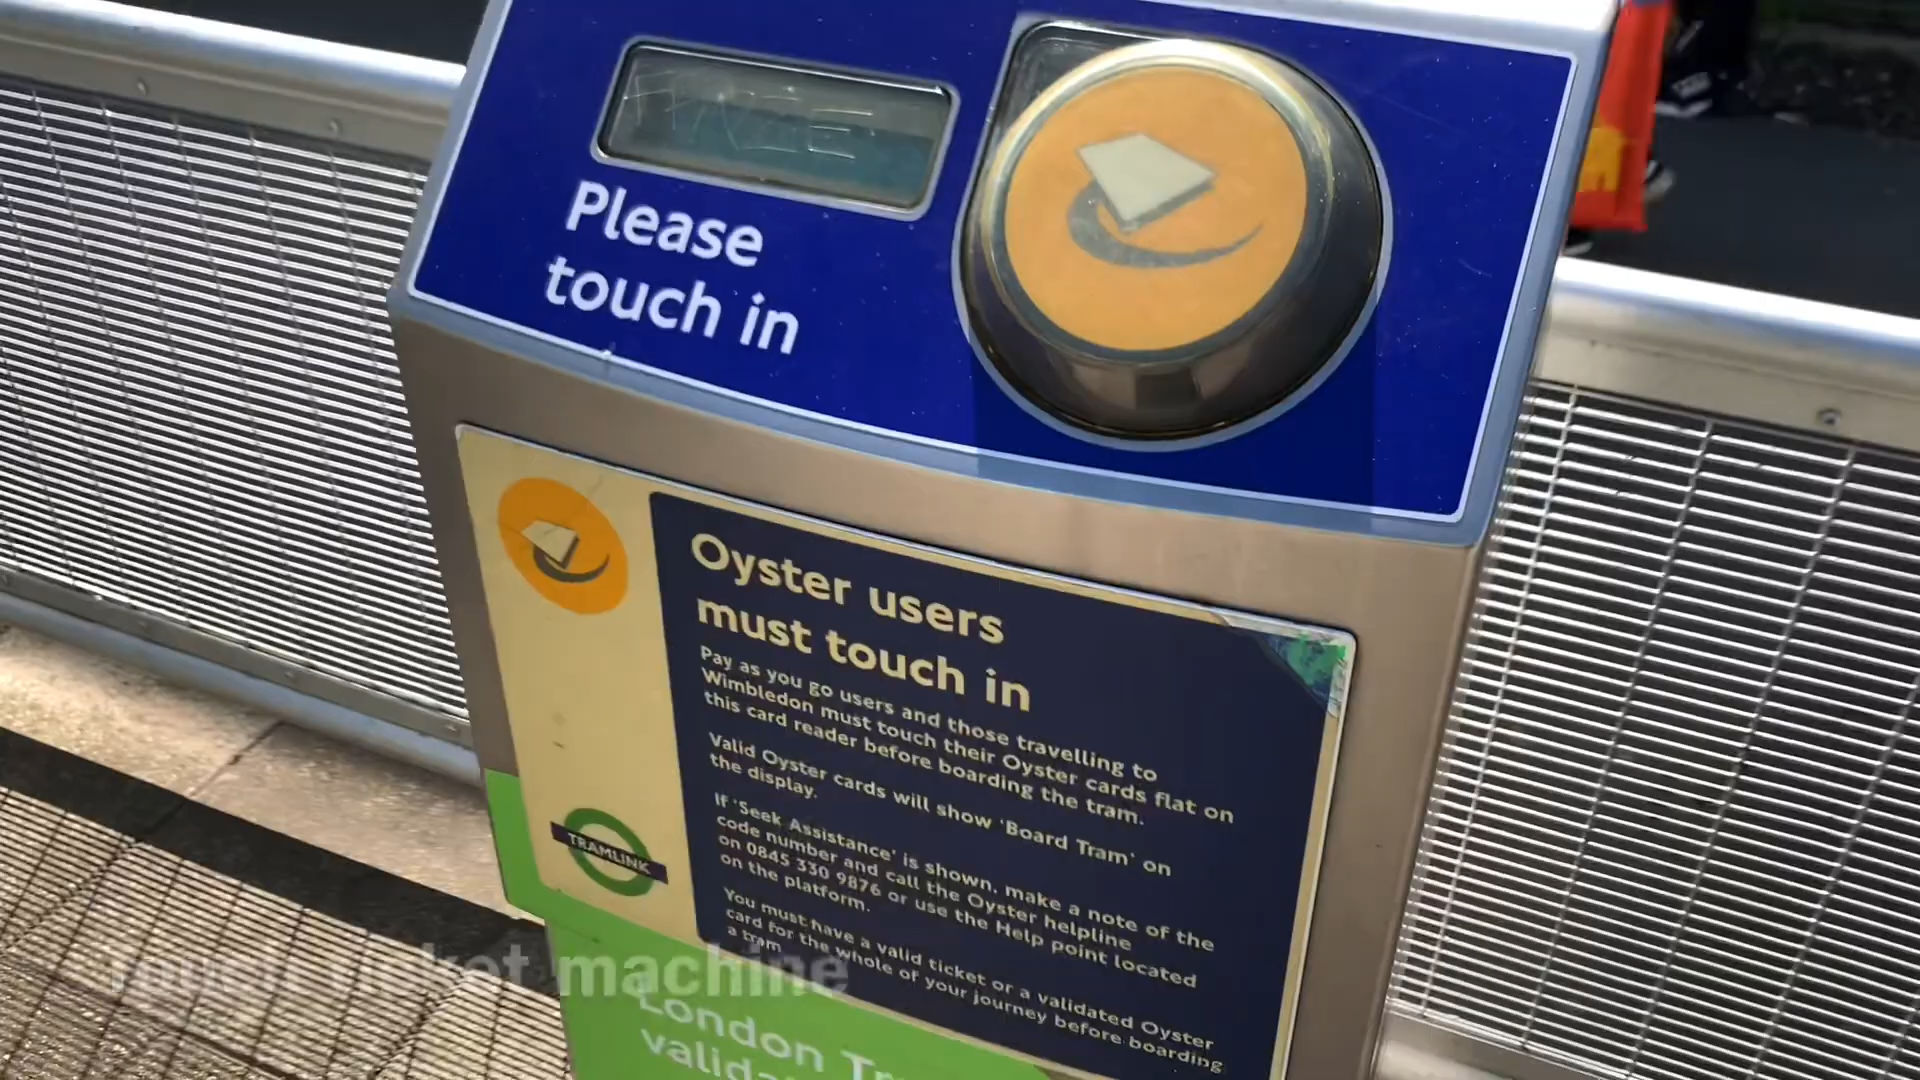 Please
touch in
Oyster users
must touch in
Pay as you go users and those travelling to
Wimbledon must touch their Oyster cards flat on
this card reader before boarding the tram.
Valid Oyster cards will show 'Board Tram' on
the display.
If 'Seek Assistance' is shown, make a note of the
code number and call the Oyster helpline
on 0845 330 9876 or use the Help point located
on the platform.
You must have a valid ticket or a validated Oyster
card for the whole of your journey before boarding
a tram
TRAMLINK
ticket machine
London